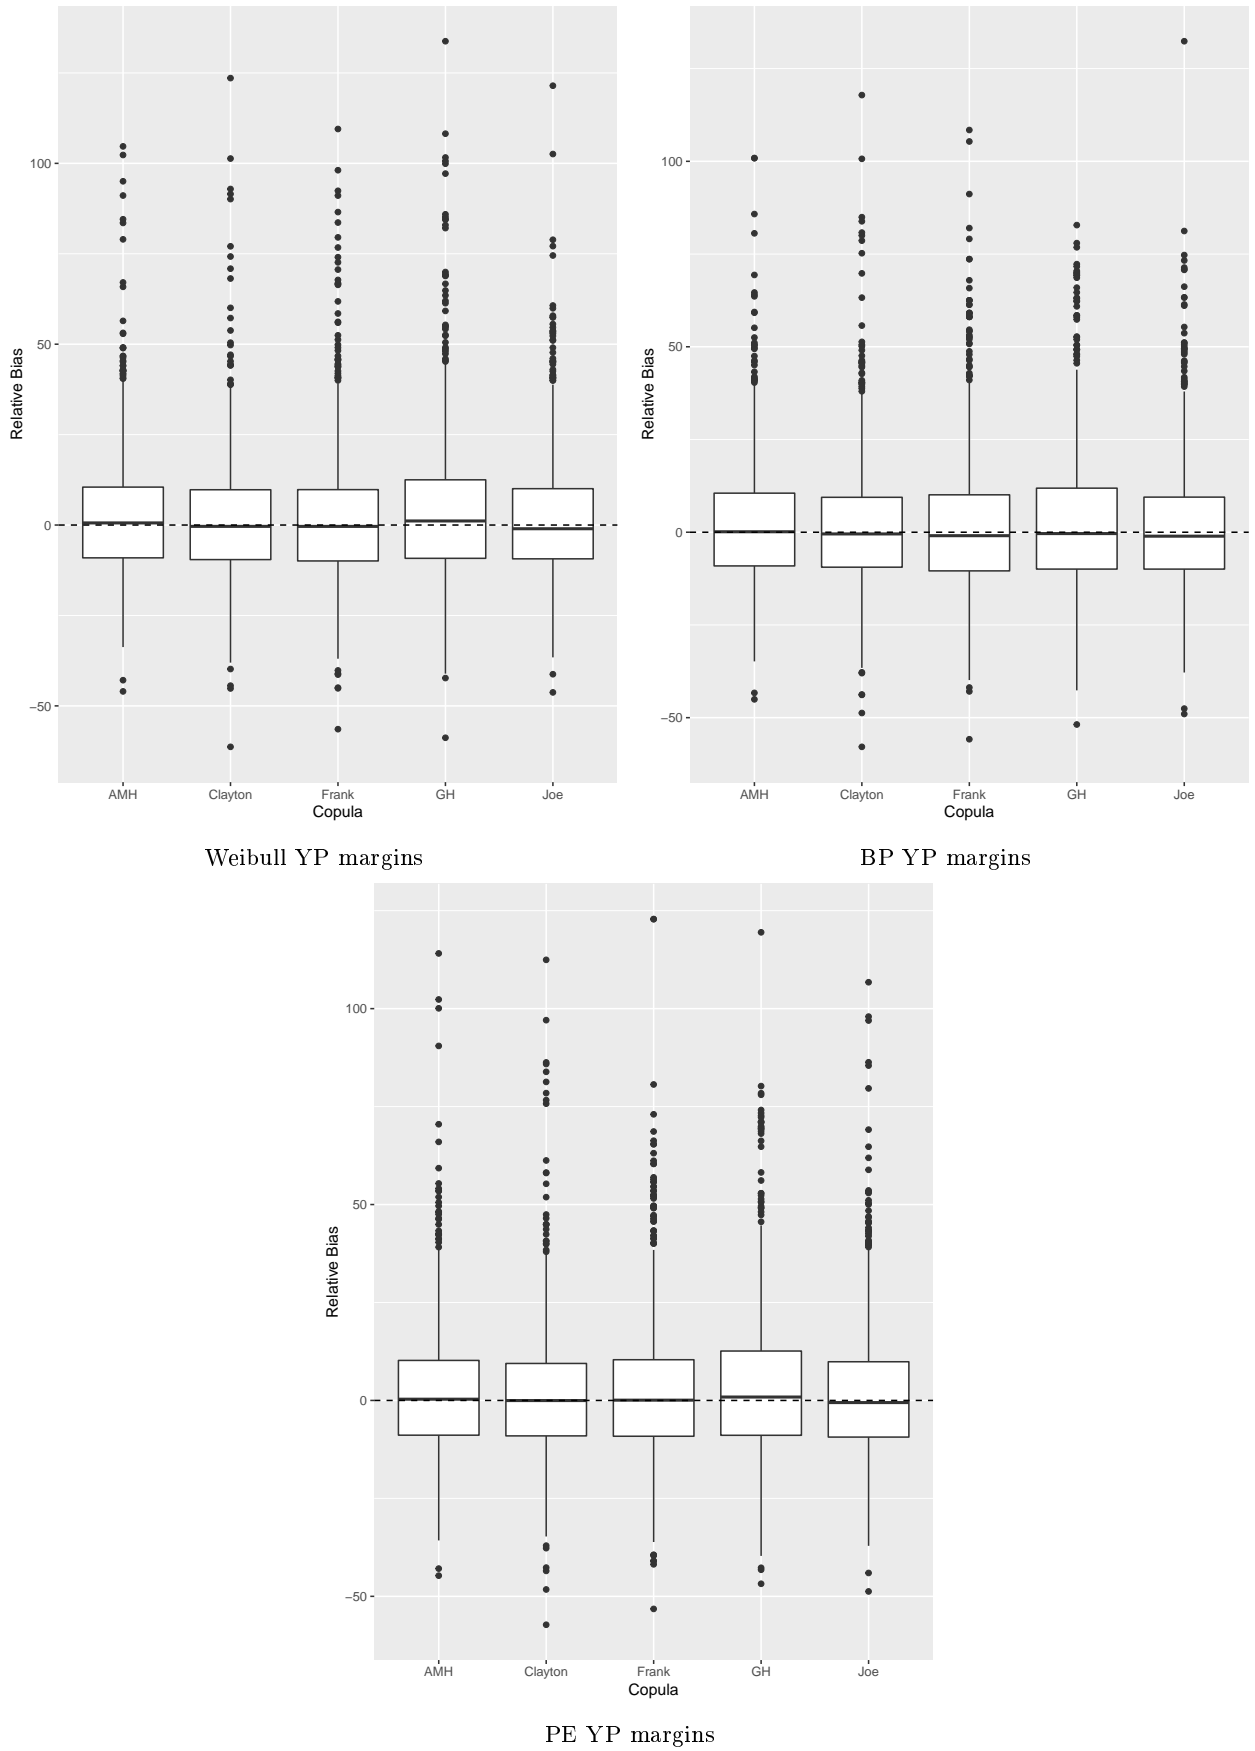 100
50
0
−50
Relative Bias
AMH Clayton Frank GH Joe
Copula
Weibull YP margins
100
50
0
−50
Relative Bias
AMH Clayton Frank GH Joe
Copula
BP YP margins
100
50
0
−50
Relative Bias
AMH Clayton Frank GH Joe
Copula
PE YP margins